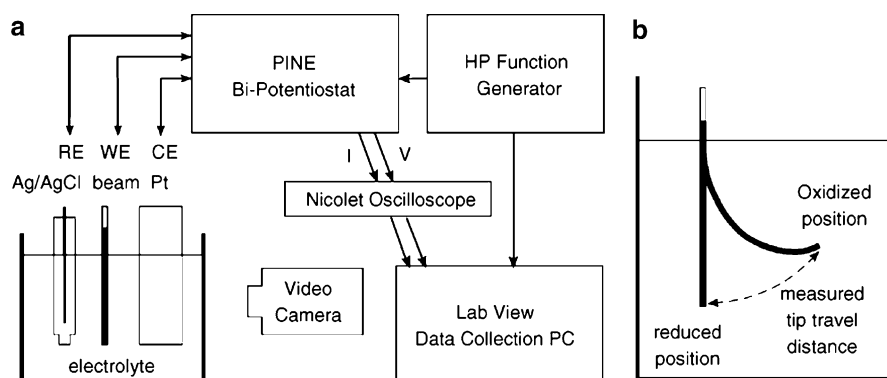 a
PINE
Bi-Potentiostat
HP Function
Generator
RE WE CE
Ag/AgCl beam Pt
I V
Nicolet Oscilloscope
Video
Camera
Lab View
Data Collection PC
electrolyte
b
Oxidized
position
measured
tip travel
distance
reduced
position